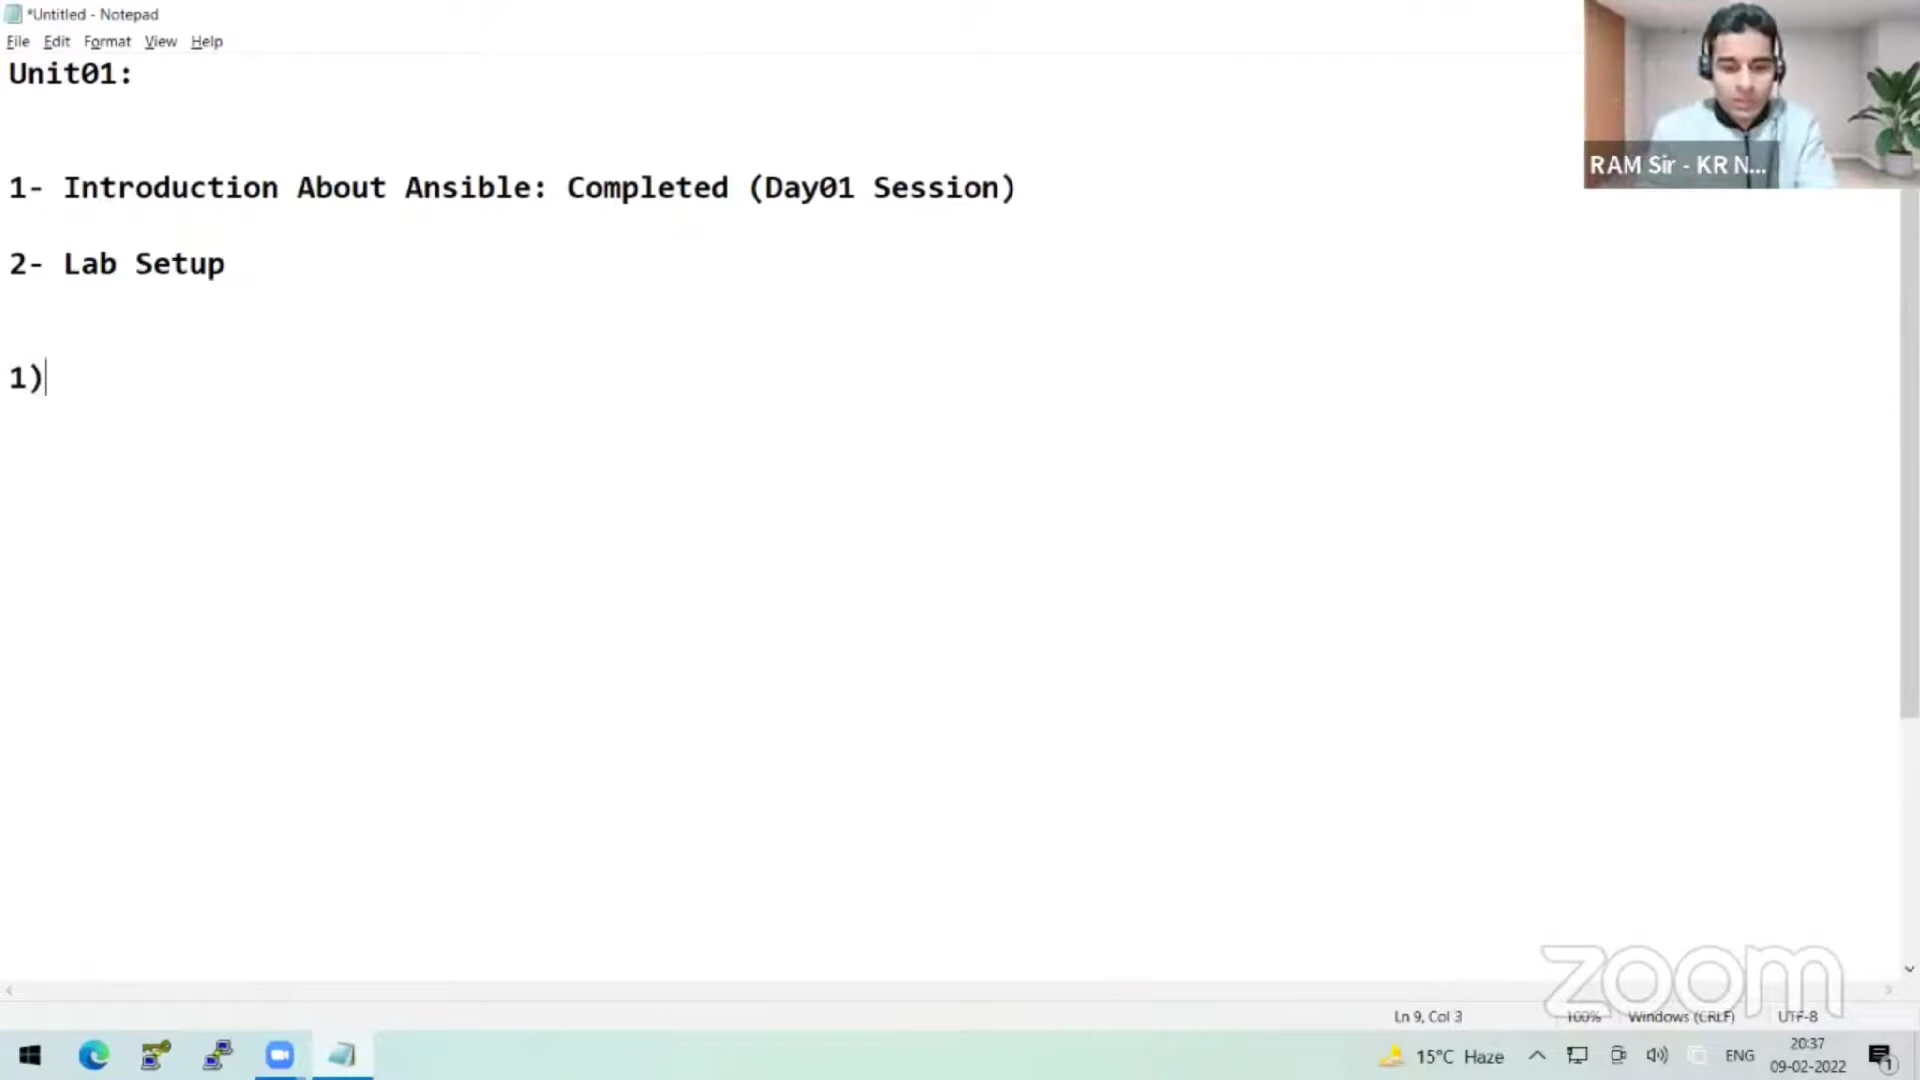 *Untitled - Notepad
File Edit Format View Help
Unit01:
1- Introduction About Ansible: Completed (Day01 Session)
2- Lab Setup
1)
RAM Sir - KR N...
zoom
Ln 9, Col 3 100% Windows (CRLF) UTF-8
15°C Haze ENG 20:37
09-02-2022
1